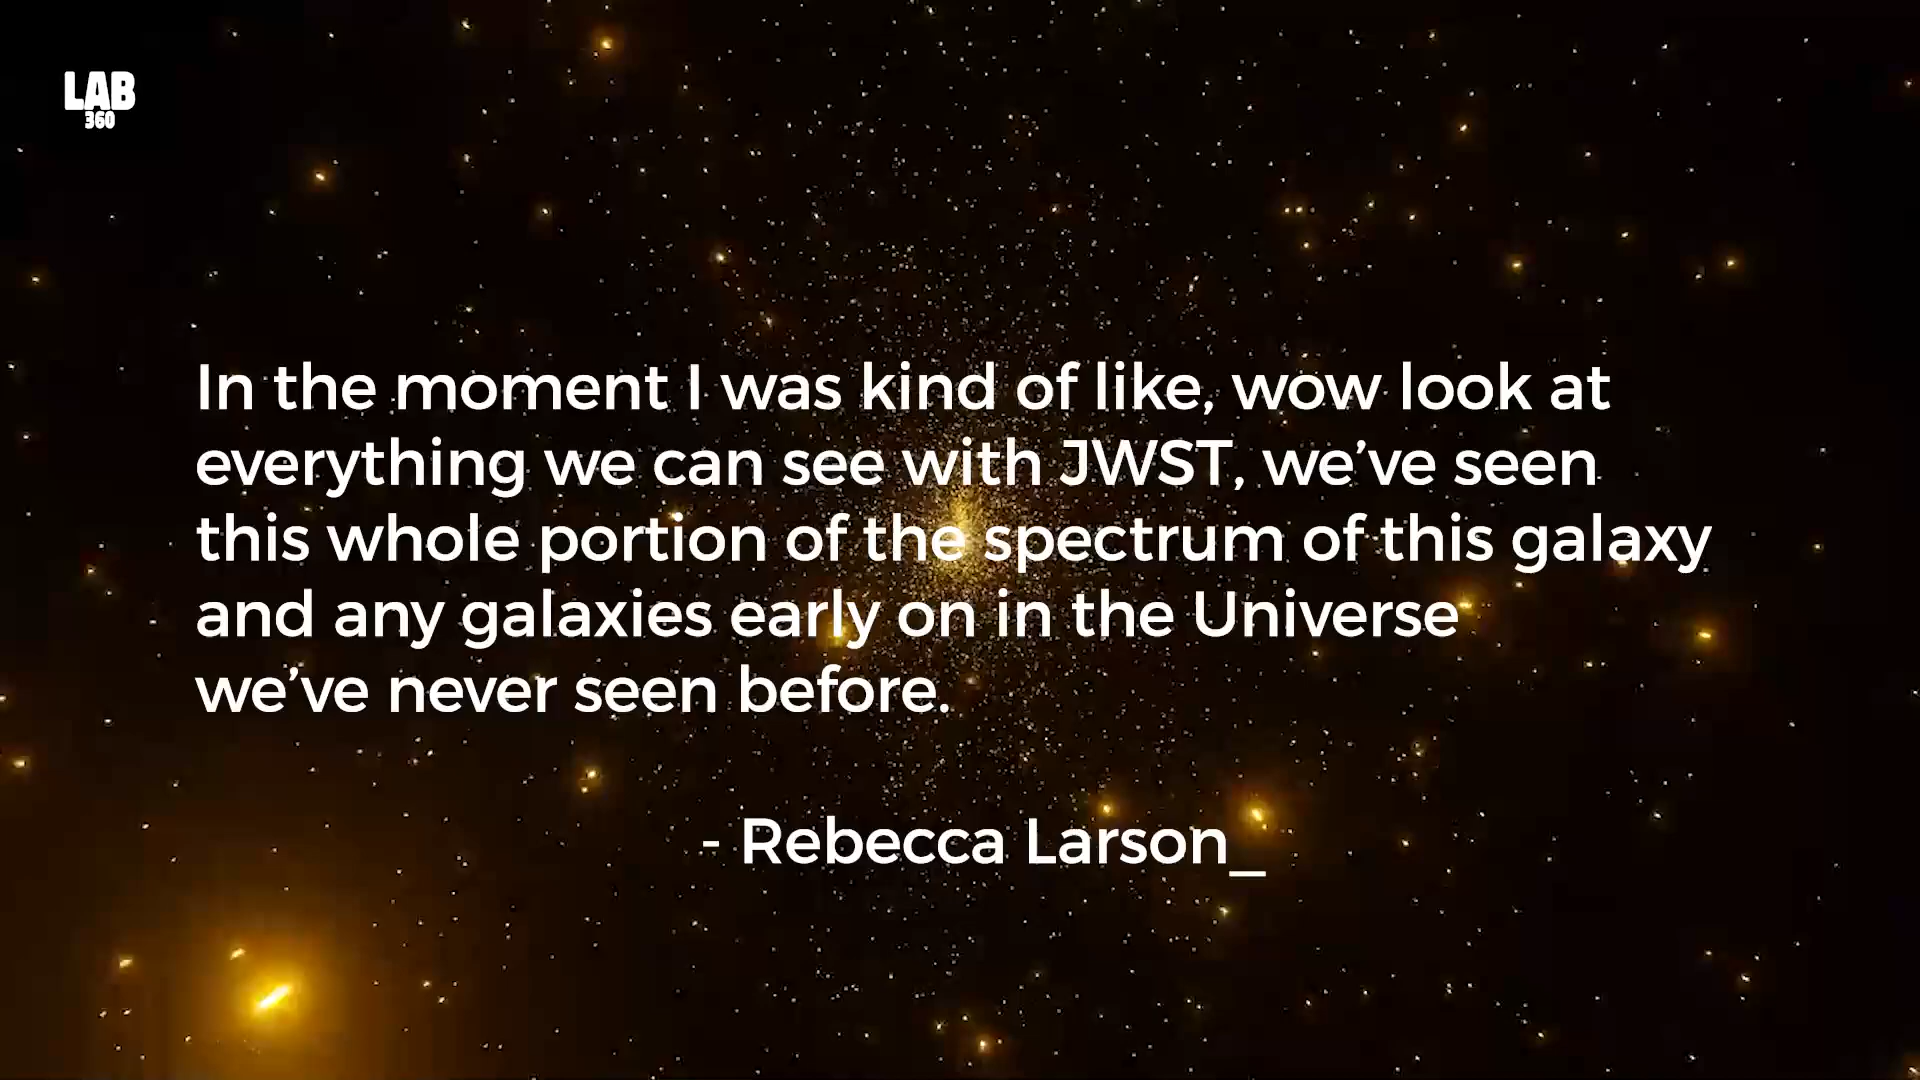 LAB
360
In the moment I was kind of like, wow look at
everything we can see with JWST, we’ve seen
this whole portion of the spectrum of this galaxy
and any galaxies early on in the Universe
we’ve never seen before.
- Rebecca Larson_